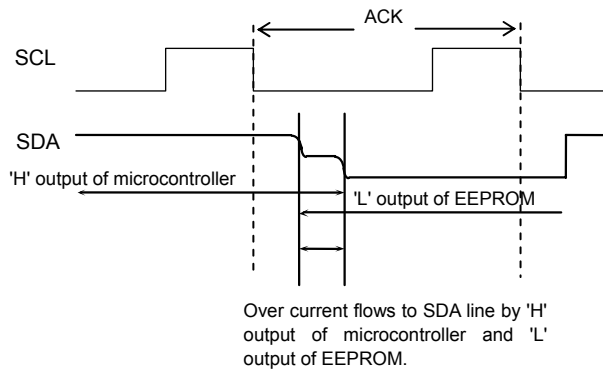 ACK
SCL
SDA
'H' output of microcontroller
'L' output of EEPROM
Over current flows to SDA line by 'H'
output of microcontroller and 'L'
output of EEPROM.